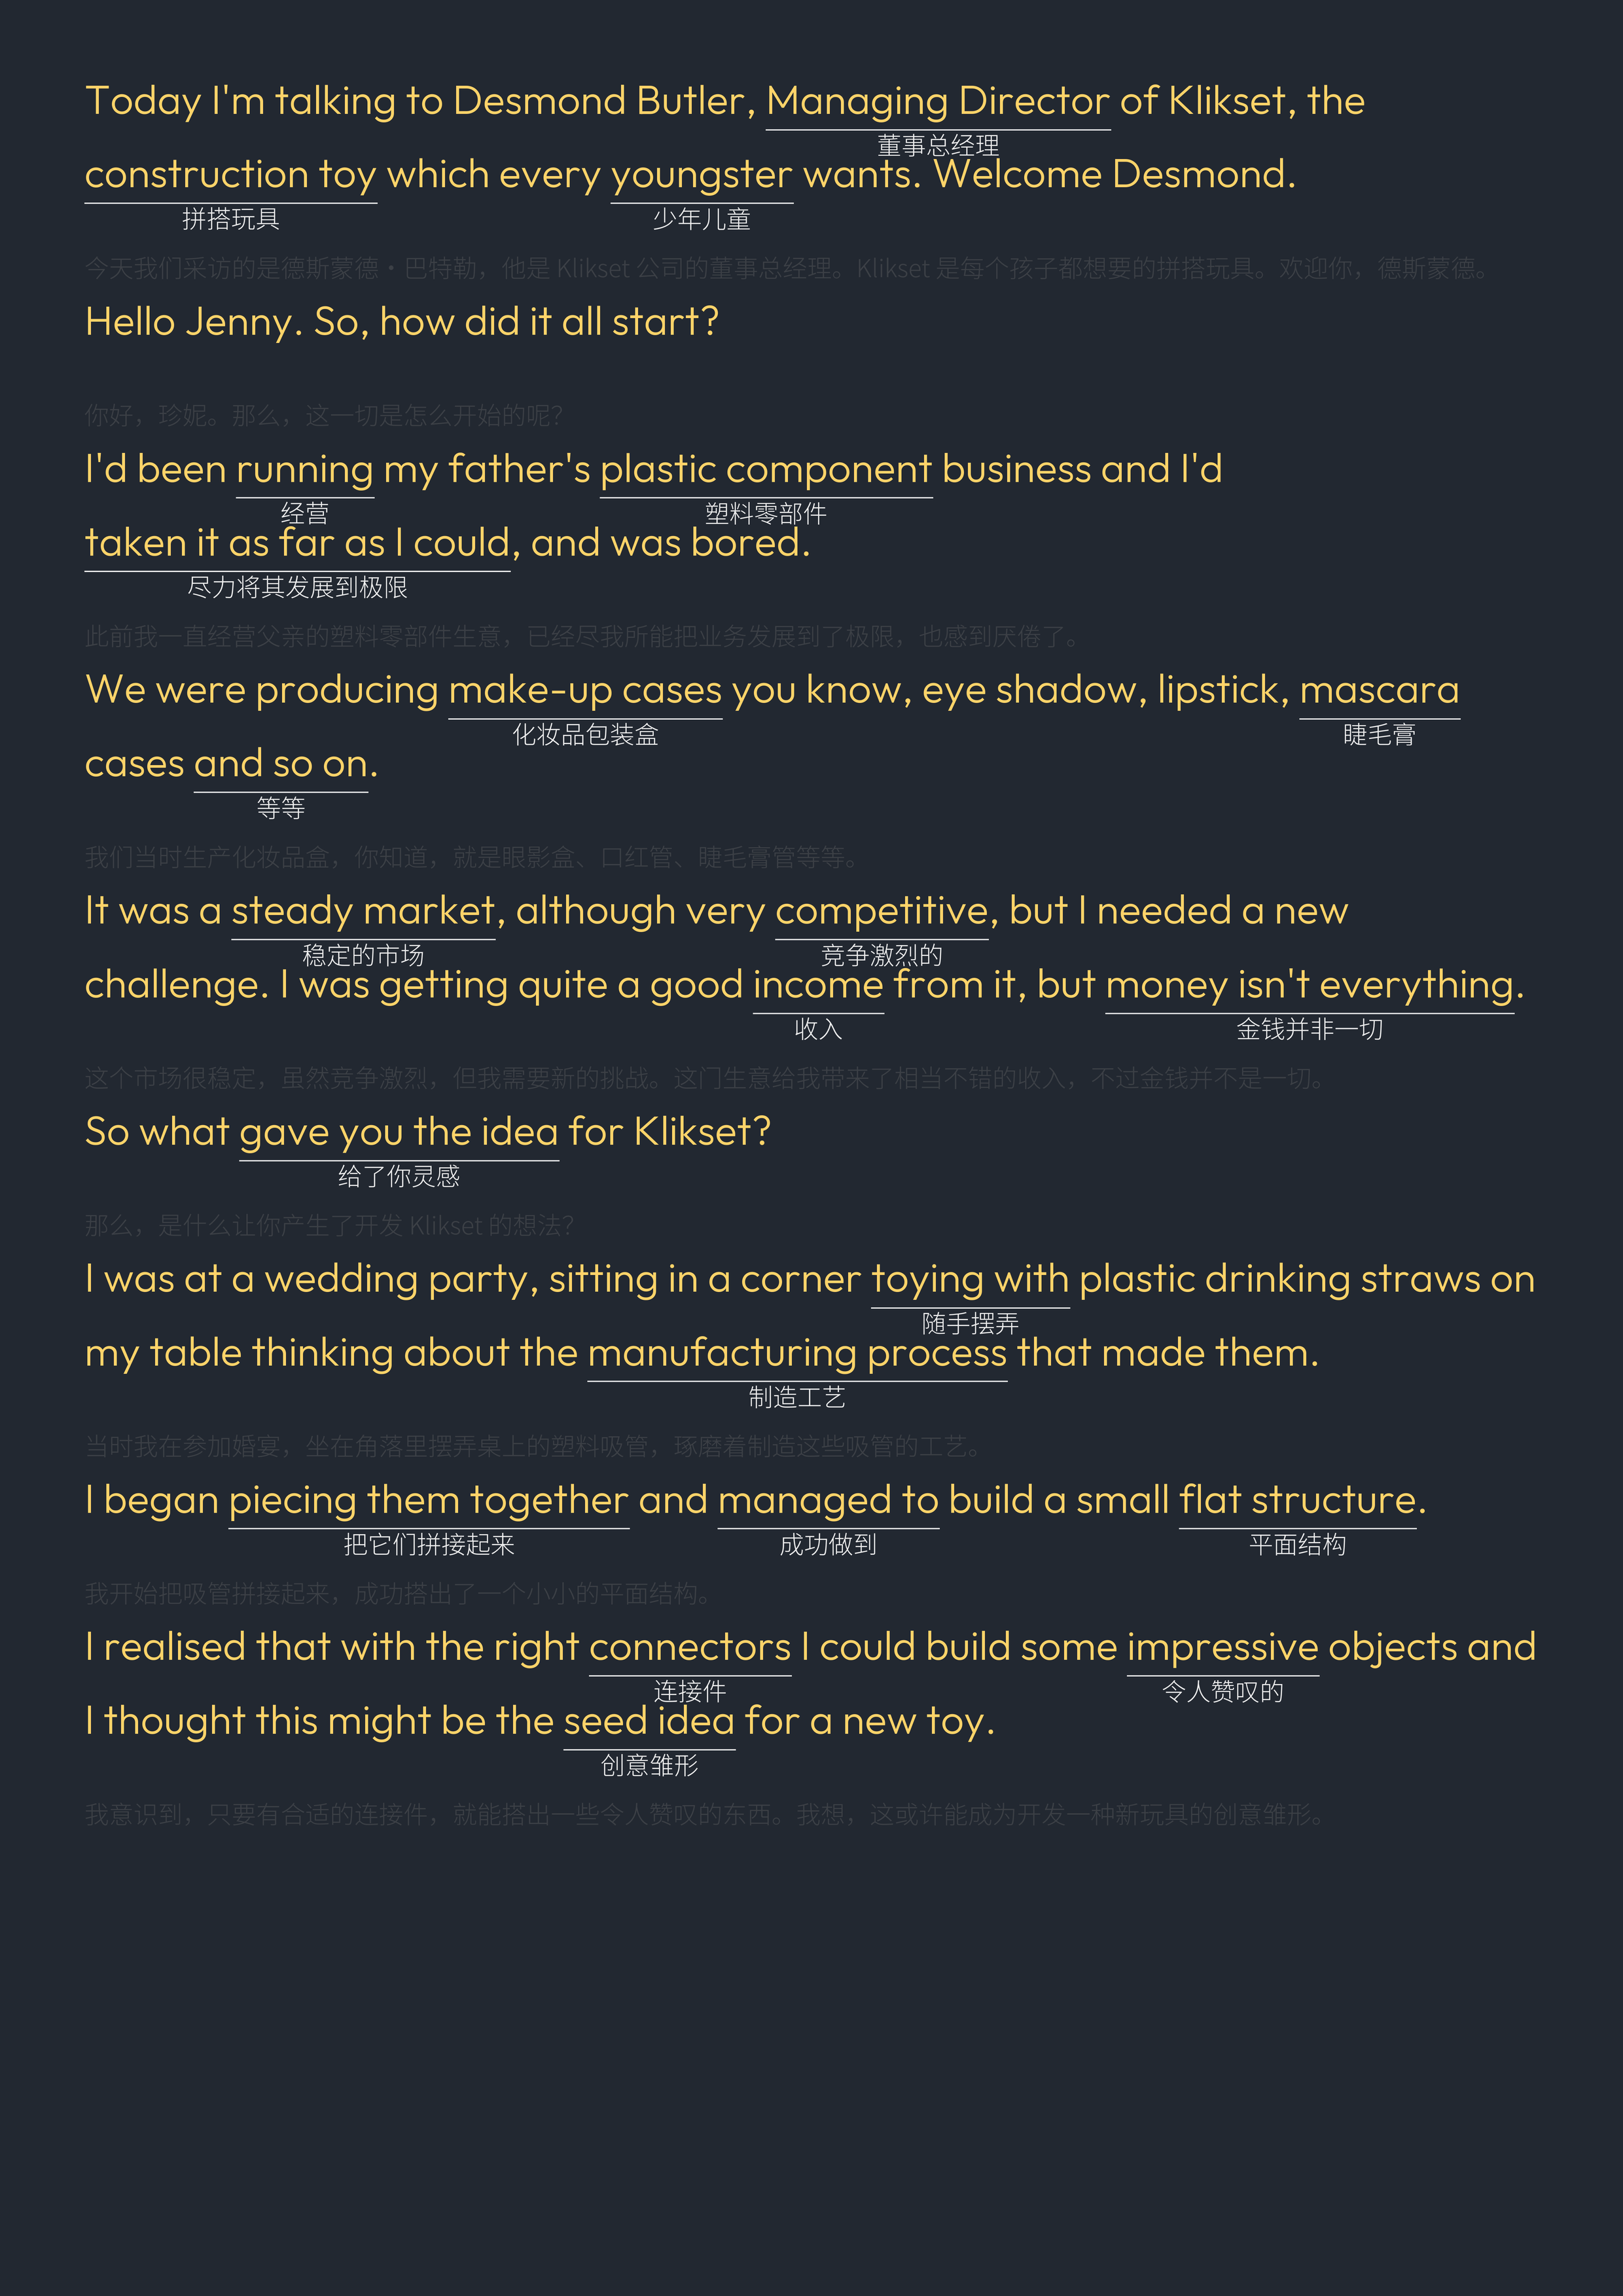 Today I'm talking to Desmond Butler, Managing Director of Klikset, the
董事总经理
construction toy which every youngster wants. Welcome Desmond.
拼搭玩具 少年儿童
今天我们采访的是德斯蒙德·巴特勒，他是 Klikset 公司的董事总经理。Klikset 是每个孩子都想要的拼搭玩具。欢迎你，德斯蒙德。
Hello Jenny. So, how did it all start?
你好，珍妮。那么，这一切是怎么开始的呢？
I'd been running my father's plastic component business and I'd
经营 塑料零部件
taken it as far as I could, and was bored.
尽力将其发展到极限
此前我一直经营父亲的塑料零部件生意，已经尽我所能把业务发展到了极限，也感到厌倦了。
We were producing make-up cases you know, eye shadow, lipstick, mascara
化妆品包装盒 睫毛膏
cases and so on.
等等
我们当时生产化妆品盒，你知道，就是眼影盒、口红管、睫毛膏管等等。
It was a steady market, although very competitive, but I needed a new
稳定的市场 竞争激烈的
challenge. I was getting quite a good income from it, but money isn't everything.
收入 金钱并非一切
这个市场很稳定，虽然竞争激烈，但我需要新的挑战。这门生意给我带来了相当不错的收入，不过金钱并不是一切。
So what gave you the idea for Klikset?
给了你灵感
那么，是什么让你产生了开发 Klikset 的想法？
I was at a wedding party, sitting in a corner toying with plastic drinking straws on
随手摆弄
my table thinking about the manufacturing process that made them.
制造工艺
当时我在参加婚宴，坐在角落里摆弄桌上的塑料吸管，琢磨着制造这些吸管的工艺。
I began piecing them together and managed to build a small flat structure.
把它们拼接起来 成功做到 平面结构
我开始把吸管拼接起来，成功搭出了一个小小的平面结构。
I realised that with the right connectors I could build some impressive objects and
连接件 令人赞叹的
I thought this might be the seed idea for a new toy.
创意雏形
我意识到，只要有合适的连接件，就能搭出一些令人赞叹的东西。我想，这或许能成为开发一种新玩具的创意雏形。